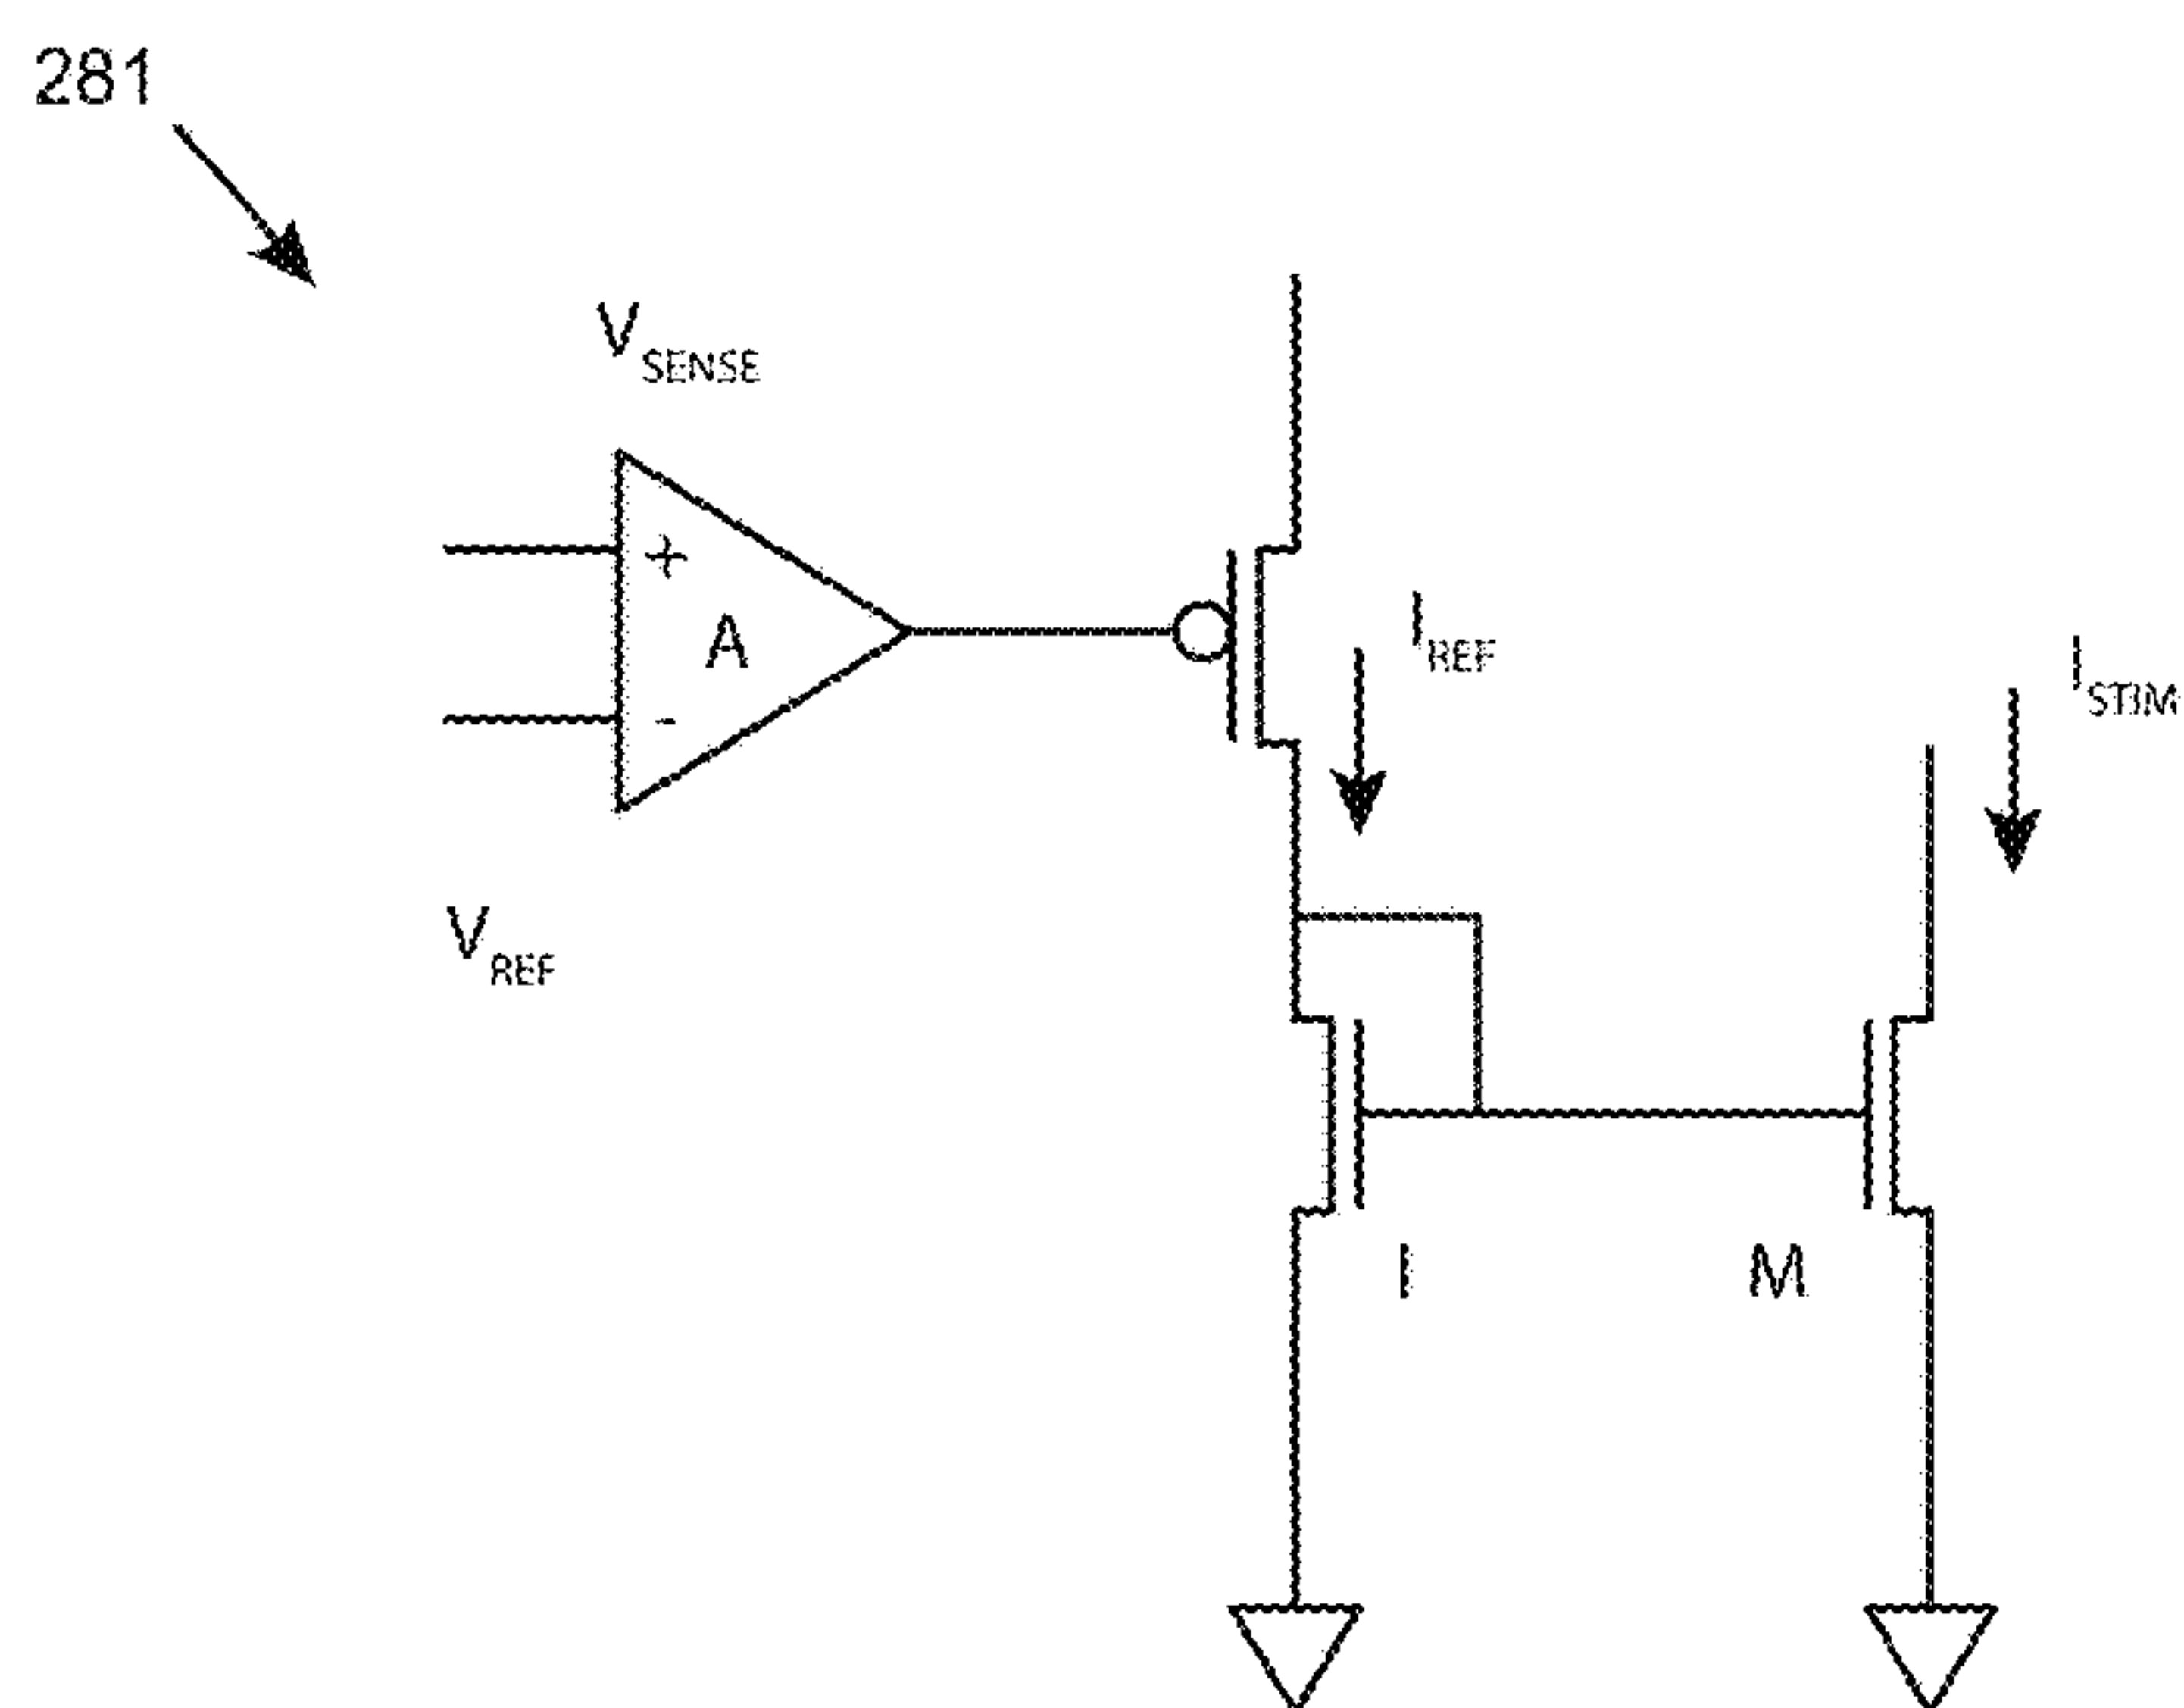 281
VSENSE
+
A
-
IREF
ISTIM
VREF
I
M